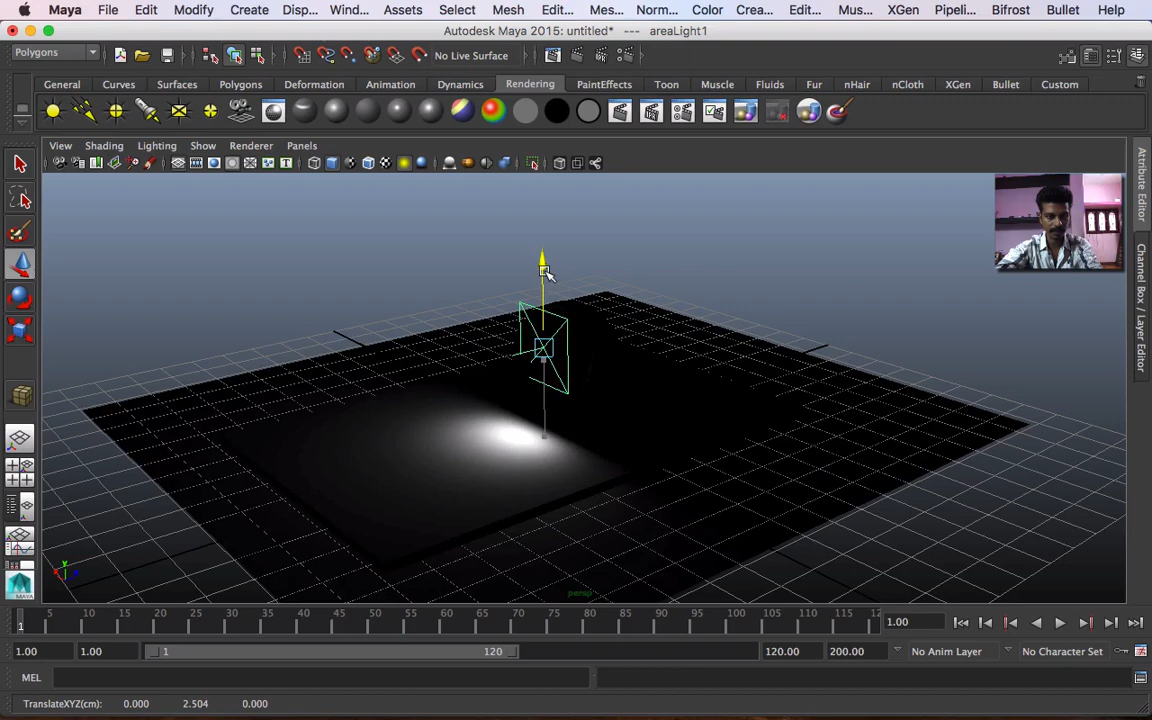 Maya File Edit Modify Create Disp... Wind... Assets Select Mesh Edit... Mes... Norm... Color Crea... Edit... Mus... XGen Pipeli... Bifrost Bullet Help
Autodesk Maya 2015: untitled* --- areaLight1
Polygons
No Live Surface
General Curves Surfaces Polygons Deformation Animation Dynamics Rendering PaintEffects Toon Muscle Fluids Fur nHair nCloth XGen Bullet Custom
View Shading Lighting Show Renderer Panels
Attribute Editor
Channel Box / Layer Editor
persp
MAYA
5 10 15 20 25 30 35 40 45 50 55 60 65 70 75 80 85 90 95 100 105 110 115 12
1
1.00
1.00 1.00 1 120 120.00 200.00 No Anim Layer No Character Set
MEL
TranslateXYZ(cm): 0.000 2.504 0.000